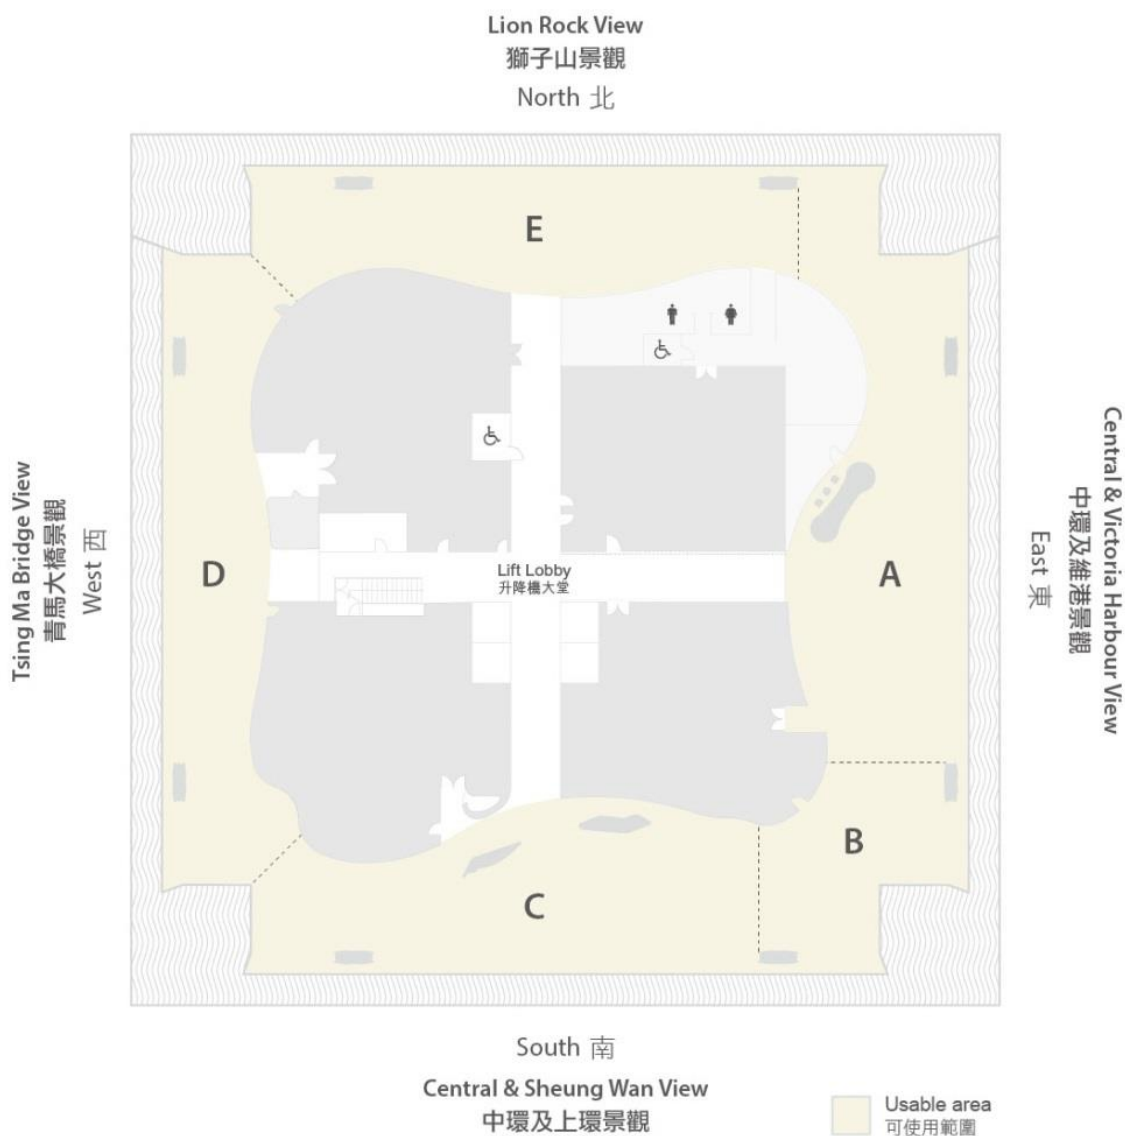 Lion Rock View
獅子山景觀
North 北
E
Tsing Ma Bridge View
青馬大橋景觀
West 西
D
Lift Lobby
升降機大堂
A
East 東
中環及維港景觀
Central & Victoria Harbour View
B
C
South 南
Central & Sheung Wan View
中環及上環景觀
Usable area
可使用範圍